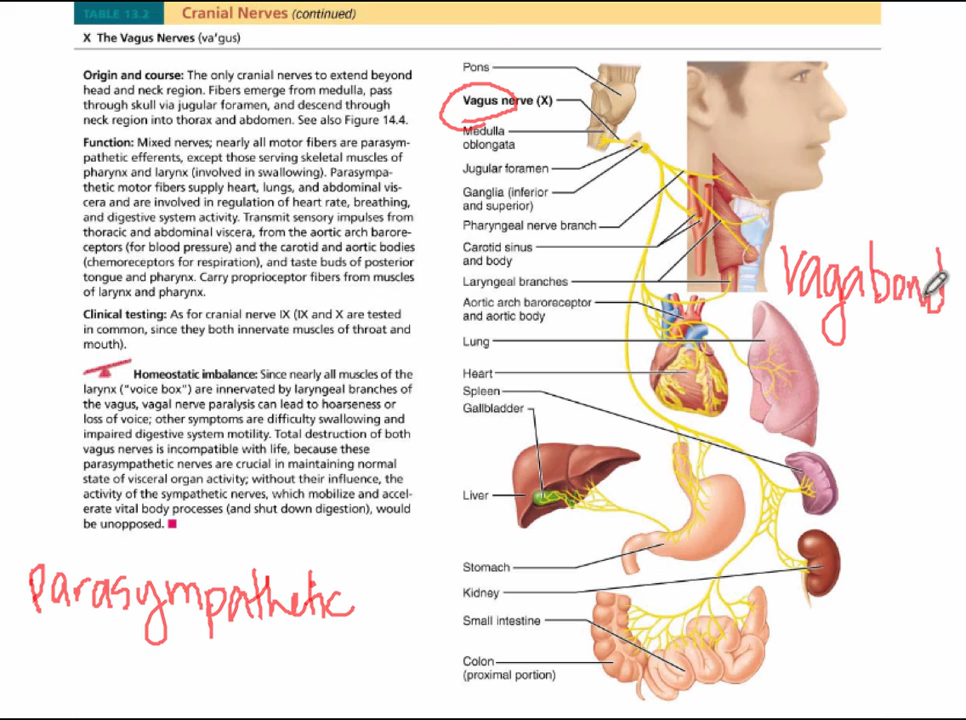 TABLE 13.2 Cranial Nerves (continued)
X The Vagus Nerves (va′gus)
Origin and course: The only cranial nerves to extend beyond
head and neck region. Fibers emerge from medulla, pass
through skull via jugular foramen, and descend through
neck region into thorax and abdomen. See also Figure 14.4.
Function: Mixed nerves; nearly all motor fibers are parasym-
pathetic efferents, except those serving skeletal muscles of
pharynx and larynx (involved in swallowing). Parasympa-
thetic motor fibers supply heart, lungs, and abdominal vis-
cera and are involved in regulation of heart rate, breathing,
and digestive system activity. Transmit sensory impulses from
thoracic and abdominal viscera, from the aortic arch barore-
ceptors (for blood pressure) and the carotid and aortic bodies
(chemoreceptors for respiration), and taste buds of posterior
tongue and pharynx. Carry proprioceptor fibers from muscles
of larynx and pharynx.
Clinical testing: As for cranial nerve IX (IX and X are tested
in common, since they both innervate muscles of throat and
mouth).
Homeostatic imbalance: Since nearly all muscles of the
larynx ("voice box") are innervated by laryngeal branches of
the vagus, vagal nerve paralysis can lead to hoarseness or
loss of voice; other symptoms are difficulty swallowing and
impaired digestive system motility. Total destruction of both
vagus nerves is incompatible with life, because these
parasympathetic nerves are crucial in maintaining normal
state of visceral organ activity; without their influence, the
activity of the sympathetic nerves, which mobilize and accel-
erate vital body processes (and shut down digestion), would
be unopposed.
parasympathetic
Pons
Vagus nerve (X)
Medulla
oblongata
Jugular foramen
Ganglia (inferior
and superior)
Pharyngeal nerve branch
Carotid sinus
and body
Laryngeal branches
Aortic arch baroreceptor
and aortic body
Lung
Heart
Spleen
Gallbladder
Liver
Stomach
Kidney
Small intestine
Colon
(proximal portion)
vagabond